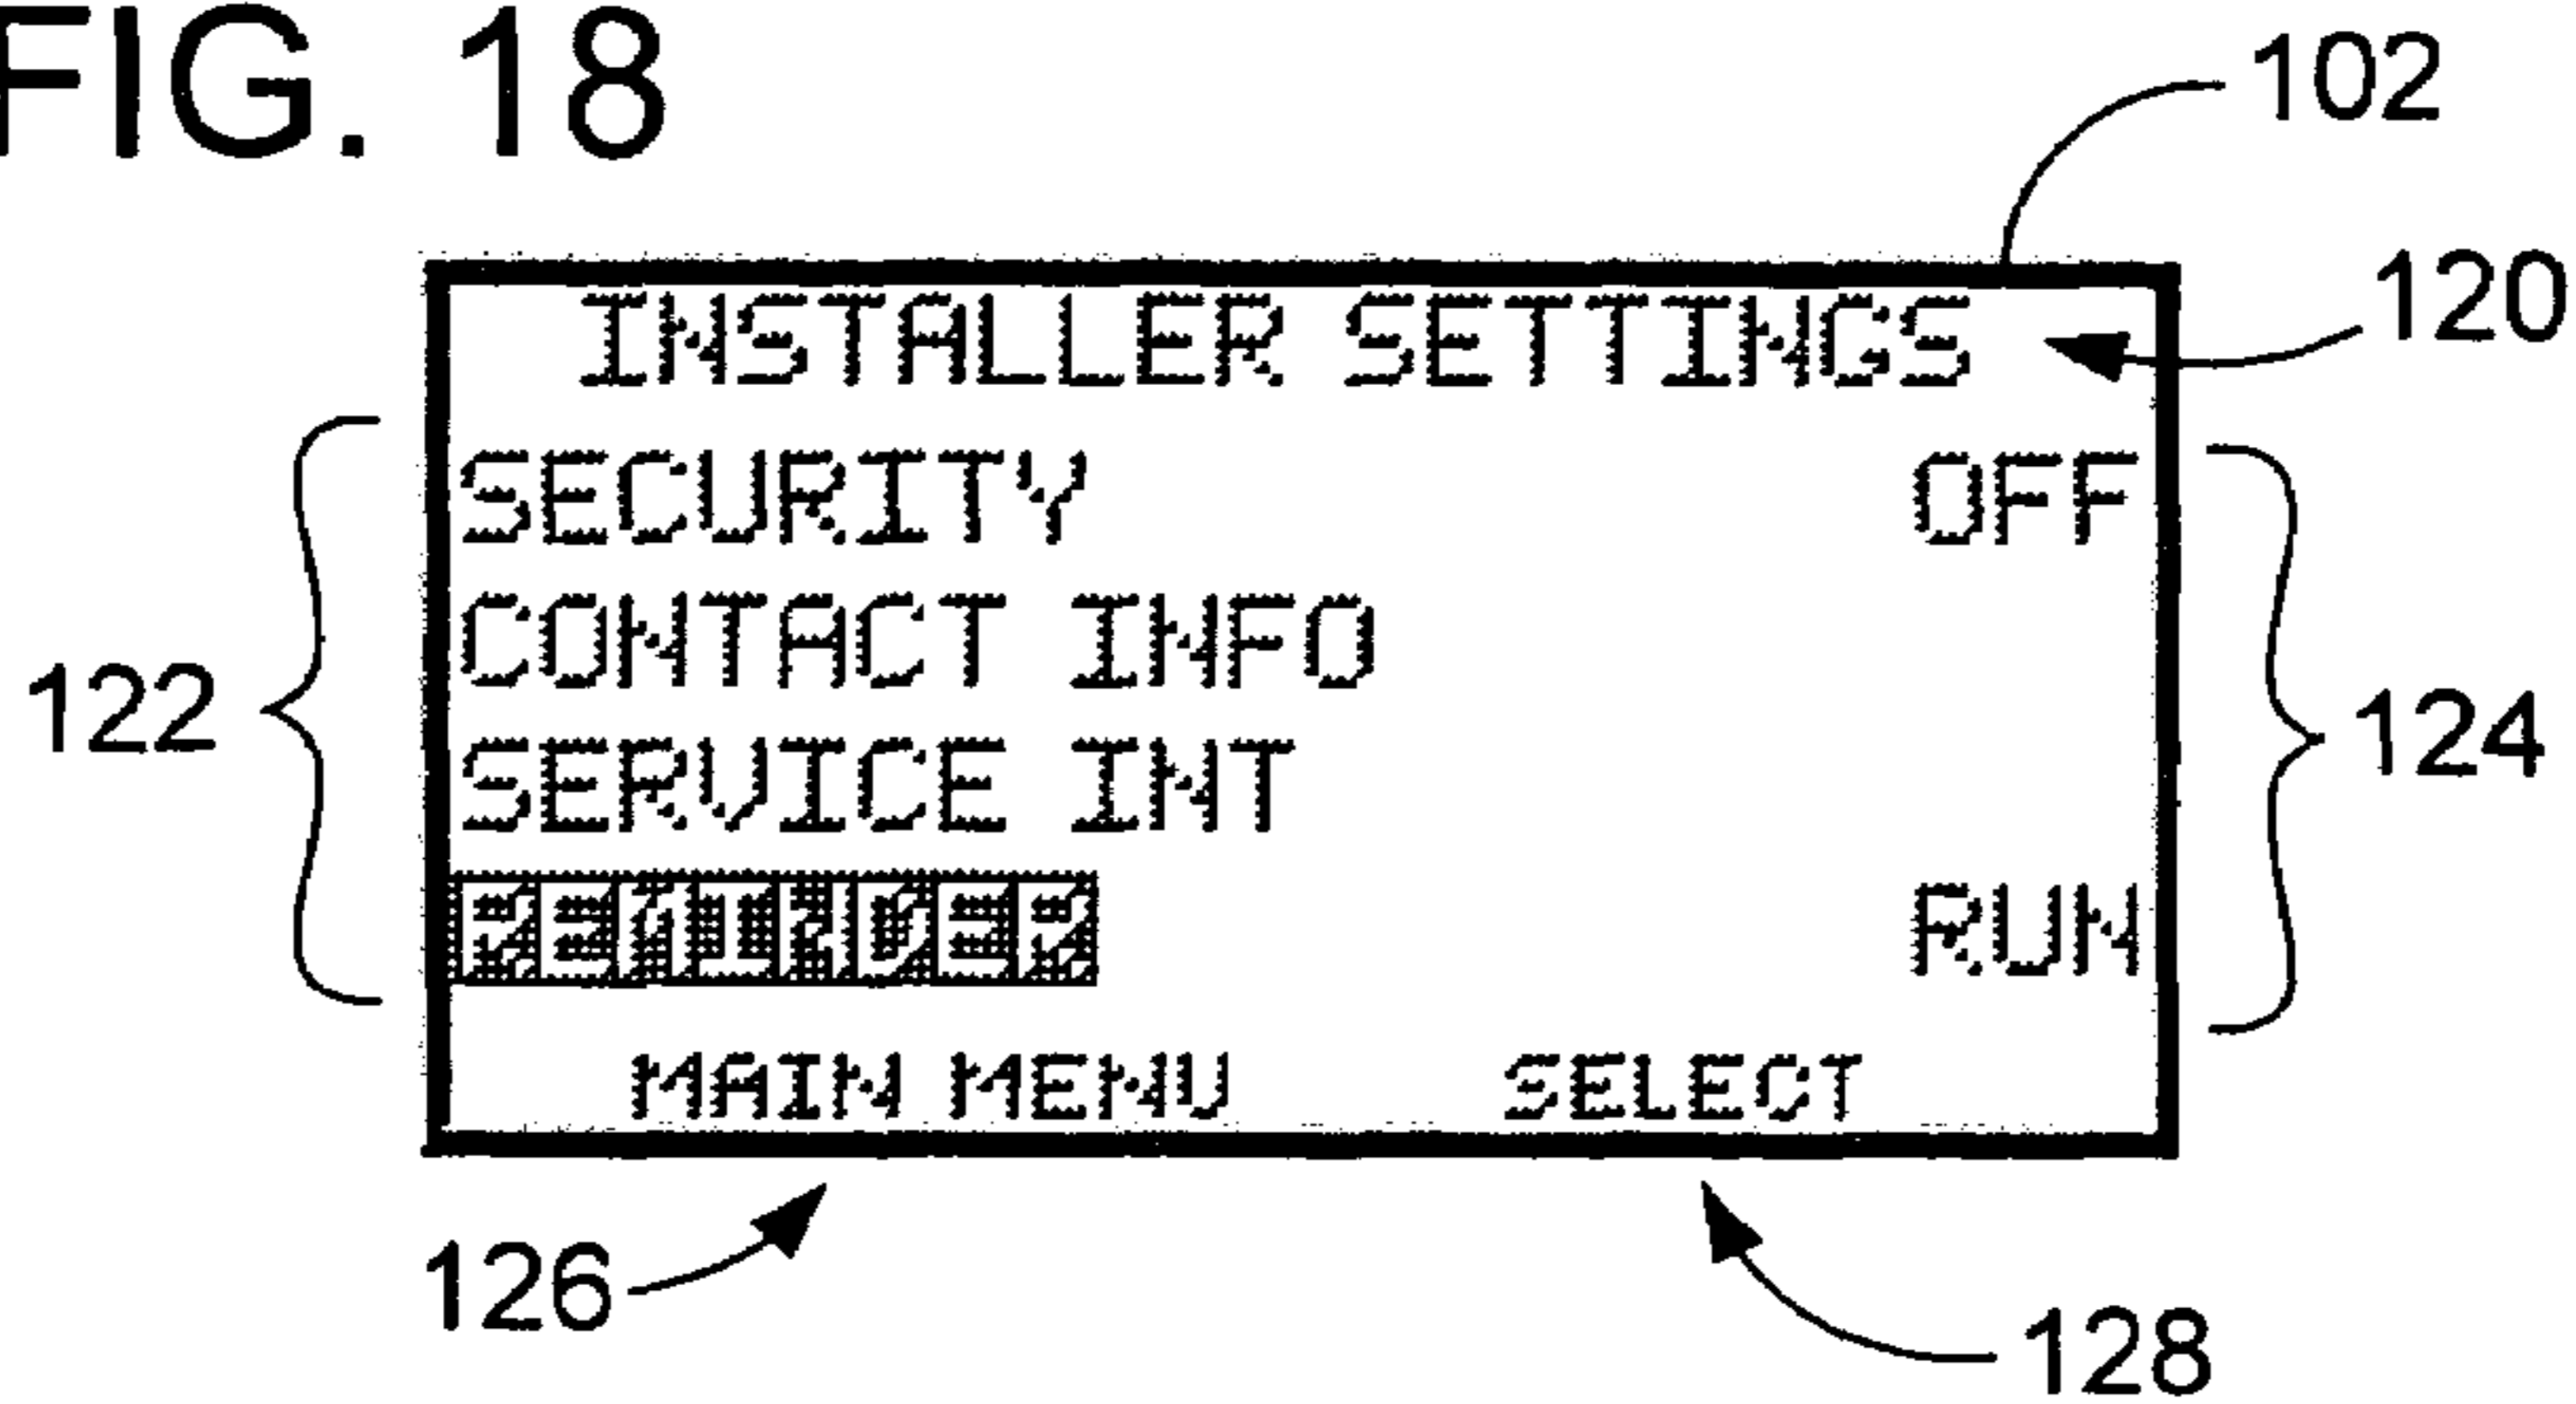 FIG. 18
102
INSTALLER SETTINGS
120
SECURITY OFF
CONTACT INFO
122
124
SERVICE INT
RUN
MAIN MENU SELECT
126
128